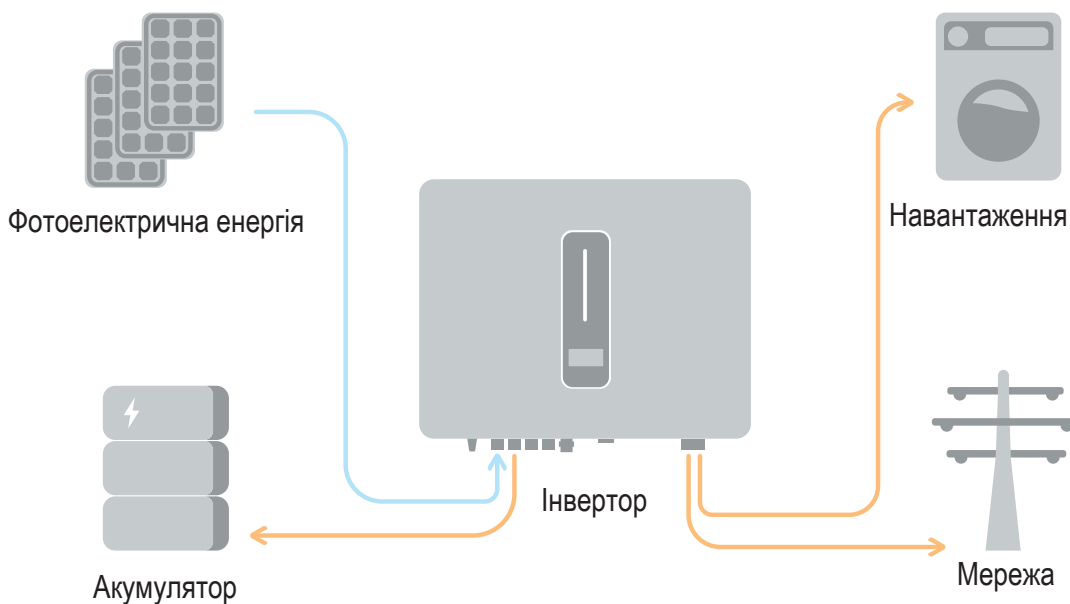 Фотоелектрична енергія
Навантаження
Інвертор
Акумулятор
Мережа